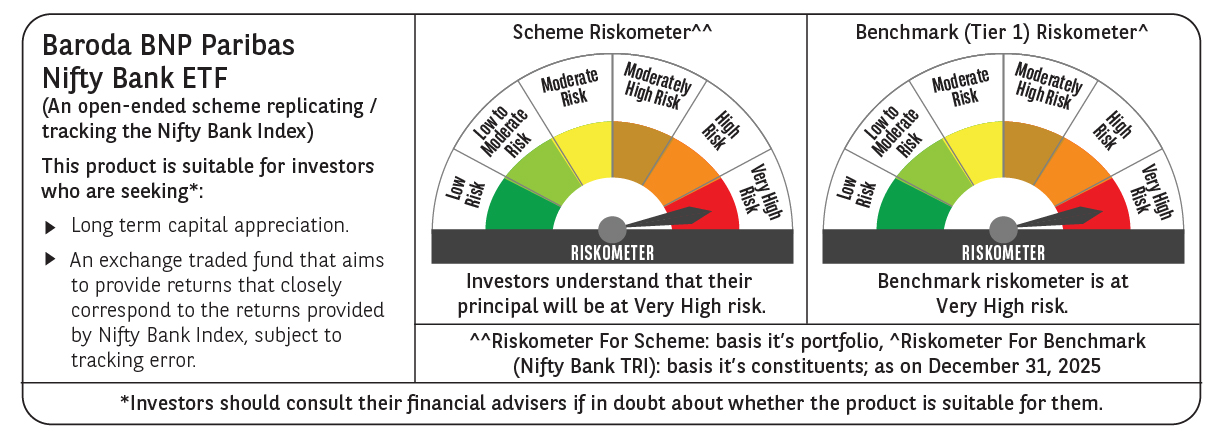 Baroda BNP Paribas
Nifty Bank ETF
(An open-ended scheme replicating /
tracking the Nifty Bank Index)
This product is suitable for investors
who are seeking*:
Long term capital appreciation.
An exchange traded fund that aims
to provide returns that closely
correspond to the returns provided
by Nifty Bank Index, subject to
tracking error.
Scheme Riskometer^^
Low
Risk
Low to
Moderate
Risk
Moderate
Risk
Moderately
High Risk
High
Risk
Very High
Risk
RISKOMETER
Investors understand that their
principal will be at Very High risk.
Benchmark (Tier 1) Riskometer^
Low
Risk
Low to
Moderate
Risk
Moderate
Risk
Moderately
High Risk
High
Risk
Very High
Risk
RISKOMETER
Benchmark riskometer is at
Very High risk.
^^Riskometer For Scheme: basis it's portfolio, ^Riskometer For Benchmark
(Nifty Bank TRI): basis it's constituents; as on December 31, 2025
*Investors should consult their financial advisers if in doubt about whether the product is suitable for them.